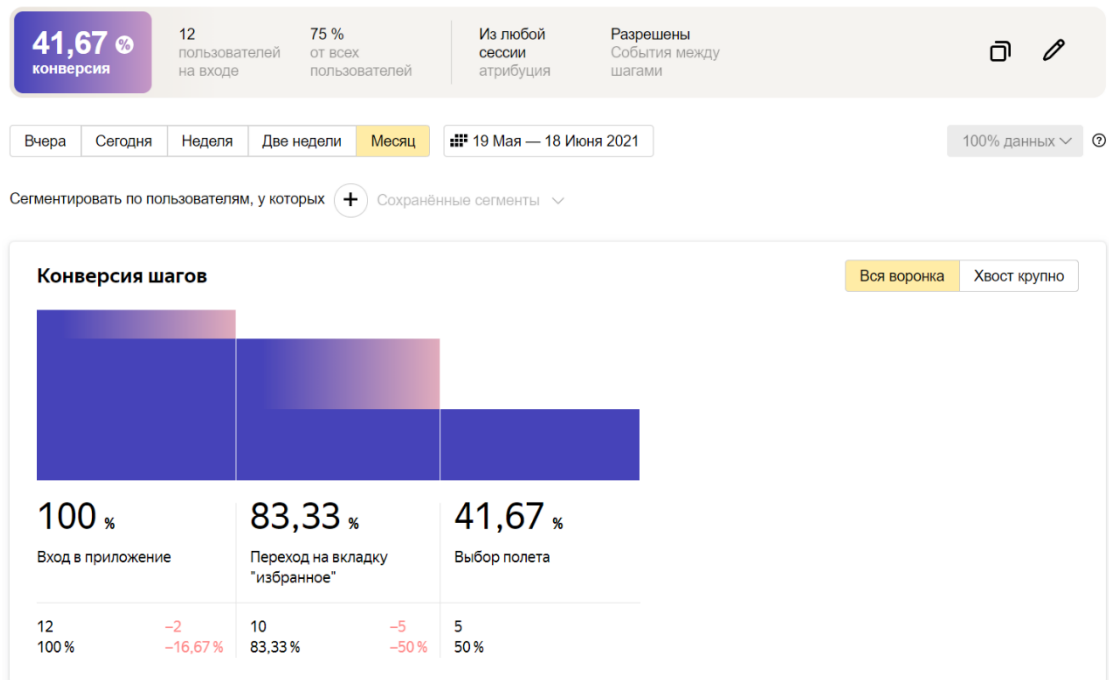 41,67 %
конверсия
12
пользователей
на входе
75 %
от всех
пользователей
Из любой
сессии
атрибуция
Разрешены
События между
шагами
Вчера
Сегодня
Неделя
Две недели
Месяц
19 Мая — 18 Июня 2021
100% данных
?
Сегментировать по пользователям, у которых
+
Сохранённые сегменты
Конверсия шагов
Вся воронка
Хвост крупно
100 %
Вход в приложение
83,33 %
Переход на вкладку
"избранное"
41,67 %
Выбор полета
12 −2
100 % −16,67 %
10 −5
83,33 % −50 %
5
50 %